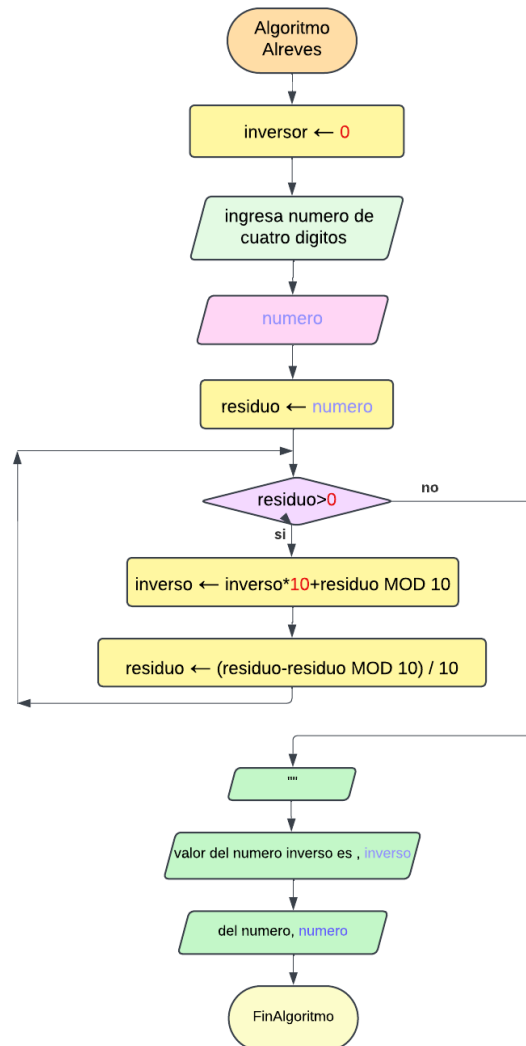 Algoritmo
Alreves
inversor ← 0
ingresa numero de
cuatro digitos
numero
residuo ← numero
residuo>0
no
si
inverso ← inverso*10+residuo MOD 10
residuo ← (residuo-residuo MOD 10) / 10
""
valor del numero inverso es , inverso
del numero, numero
FinAlgoritmo